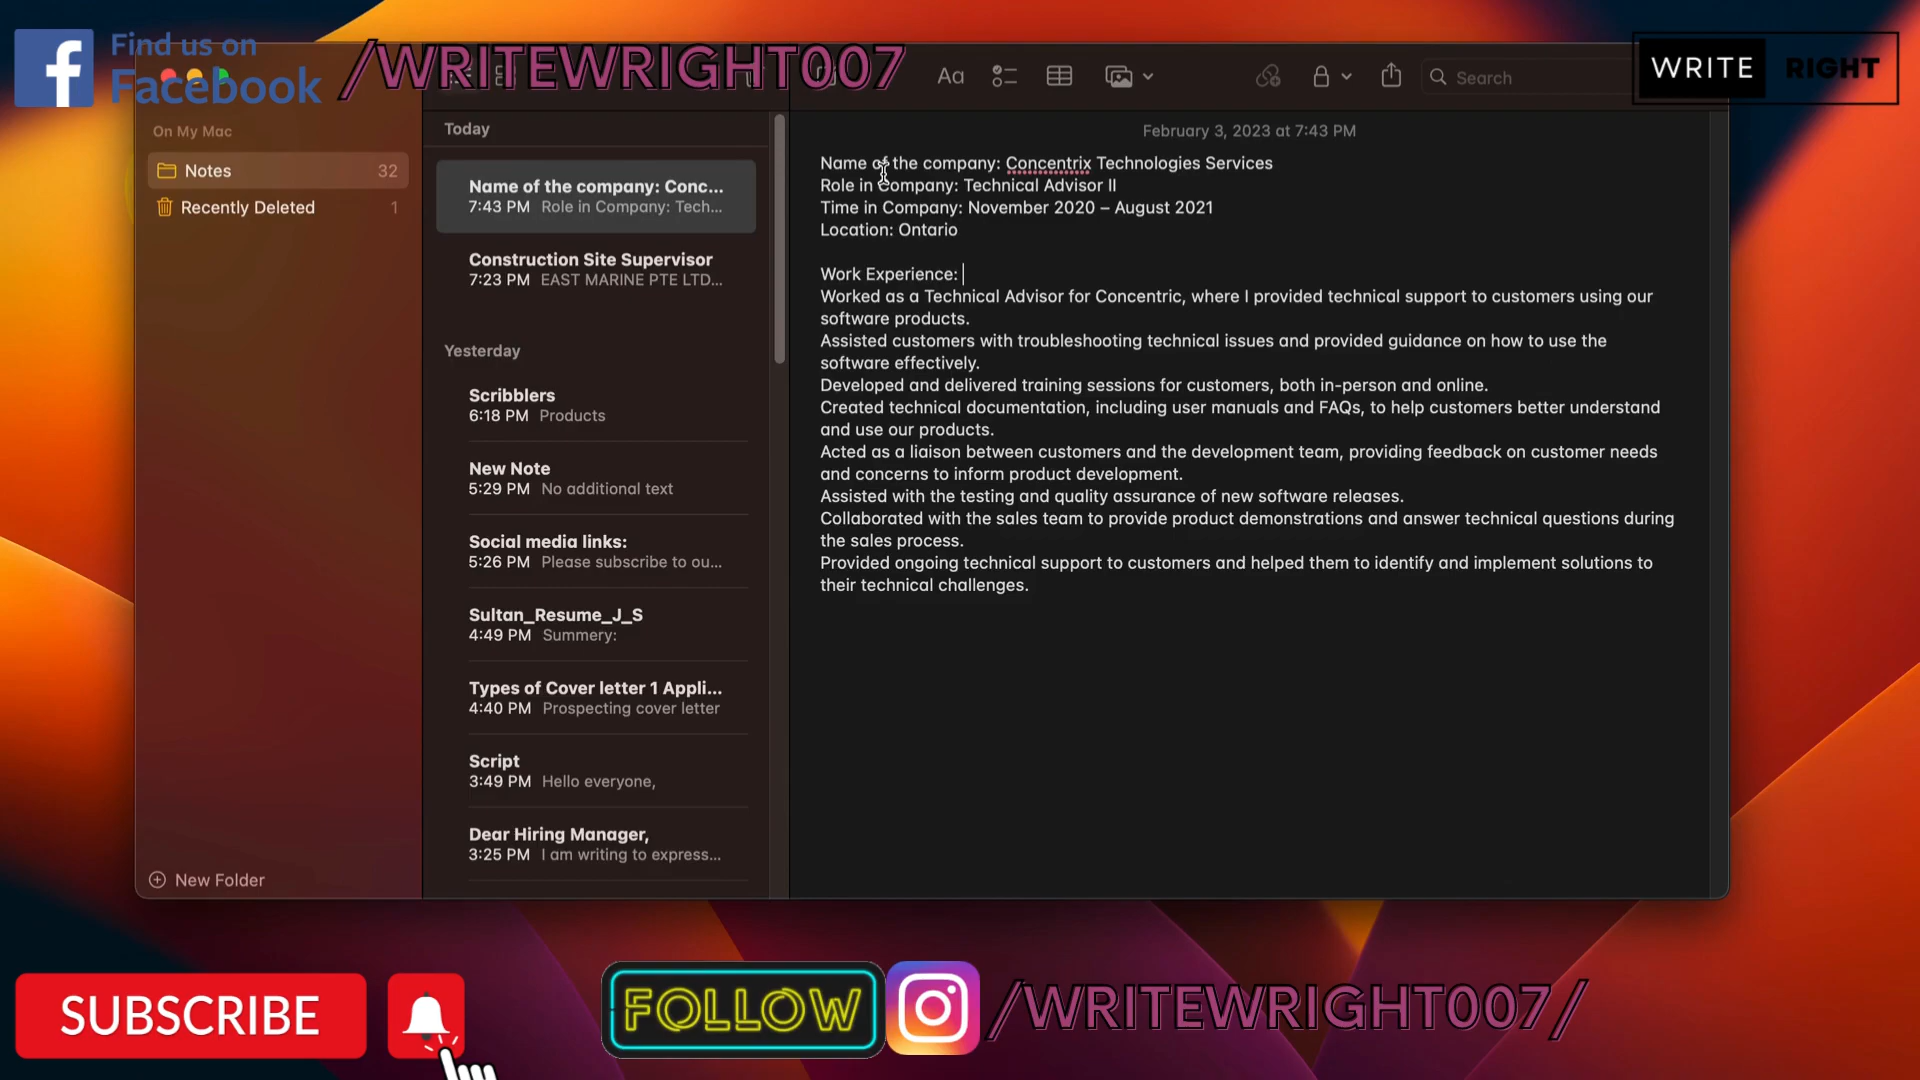 Find us on
Facebook
/WRITEWRIGHT007
WRITE RIGHT
Aa
Search
On My Mac
Notes 32
Recently Deleted 1
New Folder
Today
Name of the company: Conc...
7:43 PM Role in Company: Tech...
Construction Site Supervisor
7:23 PM EAST MARINE PTE LTD...
Yesterday
Scribblers
6:18 PM Products
New Note
5:29 PM No additional text
Social media links:
5:26 PM Please subscribe to ou...
Sultan_Resume_J_S
4:49 PM Summery:
Types of Cover letter 1 Appli...
4:40 PM Prospecting cover letter
Script
3:49 PM Hello everyone,
Dear Hiring Manager,
3:25 PM I am writing to express...
February 3, 2023 at 7:43 PM
Name of the company: Concentrix Technologies Services
Role in Company: Technical Advisor II
Time in Company: November 2020 – August 2021
Location: Ontario
Work Experience:
Worked as a Technical Advisor for Concentric, where I provided technical support to customers using our
software products.
Assisted customers with troubleshooting technical issues and provided guidance on how to use the
software effectively.
Developed and delivered training sessions for customers, both in-person and online.
Created technical documentation, including user manuals and FAQs, to help customers better understand
and use our products.
Acted as a liaison between customers and the development team, providing feedback on customer needs
and concerns to inform product development.
Assisted with the testing and quality assurance of new software releases.
Collaborated with the sales team to provide product demonstrations and answer technical questions during
the sales process.
Provided ongoing technical support to customers and helped them to identify and implement solutions to
their technical challenges.
SUBSCRIBE
FOLLOW
/WRITEWRIGHT007/